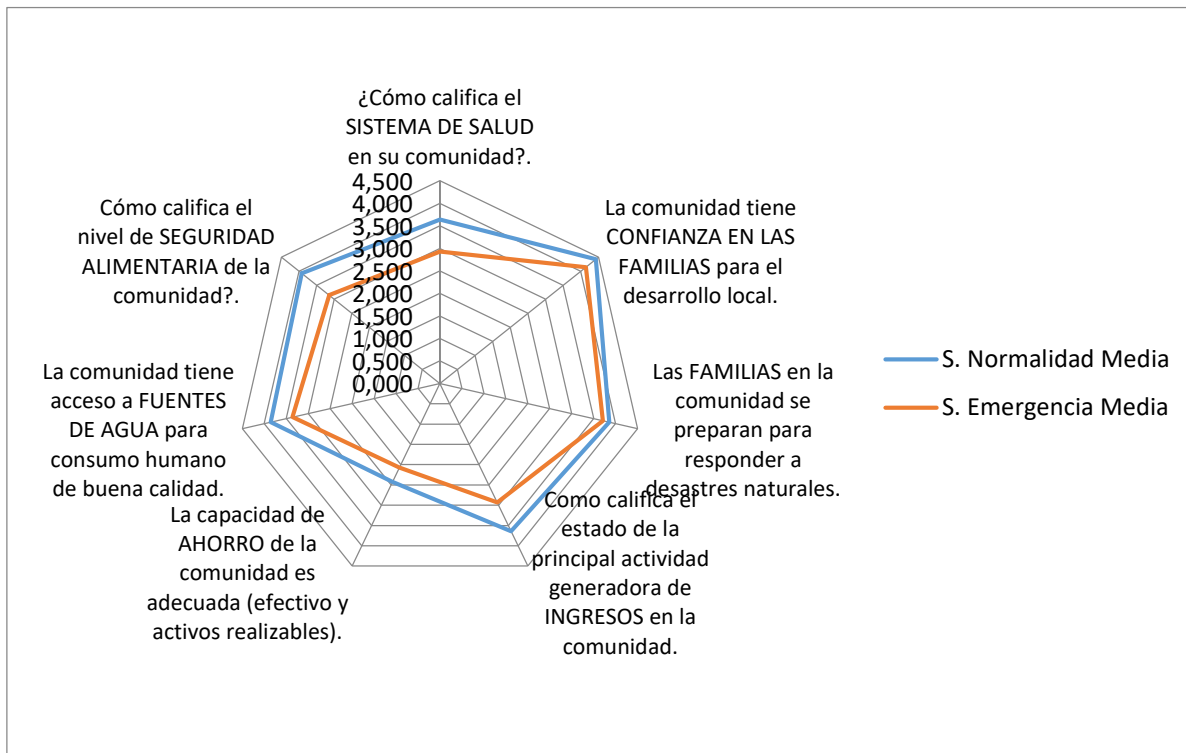 ¿Cómo califica el
SISTEMA DE SALUD
en su comunidad?.
4,500
4,000
3,500
3,000
2,500
2,000
1,500
1,000
0,500
0,000
La comunidad tiene
CONFIANZA EN LAS
FAMILIAS para el
desarrollo local.
Las FAMILIAS en la
comunidad se
preparan para
responder a
desastres naturales.
Como califica el
estado de la
principal actividad
generadora de
INGRESOS en la
comunidad.
La capacidad de
AHORRO de la
comunidad es
adecuada (efectivo y
activos realizables).
La comunidad tiene
acceso a FUENTES
DE AGUA para
consumo humano
de buena calidad.
Cómo califica el
nivel de SEGURIDAD
ALIMENTARIA de la
comunidad?.
S. Normalidad Media
S. Emergencia Media